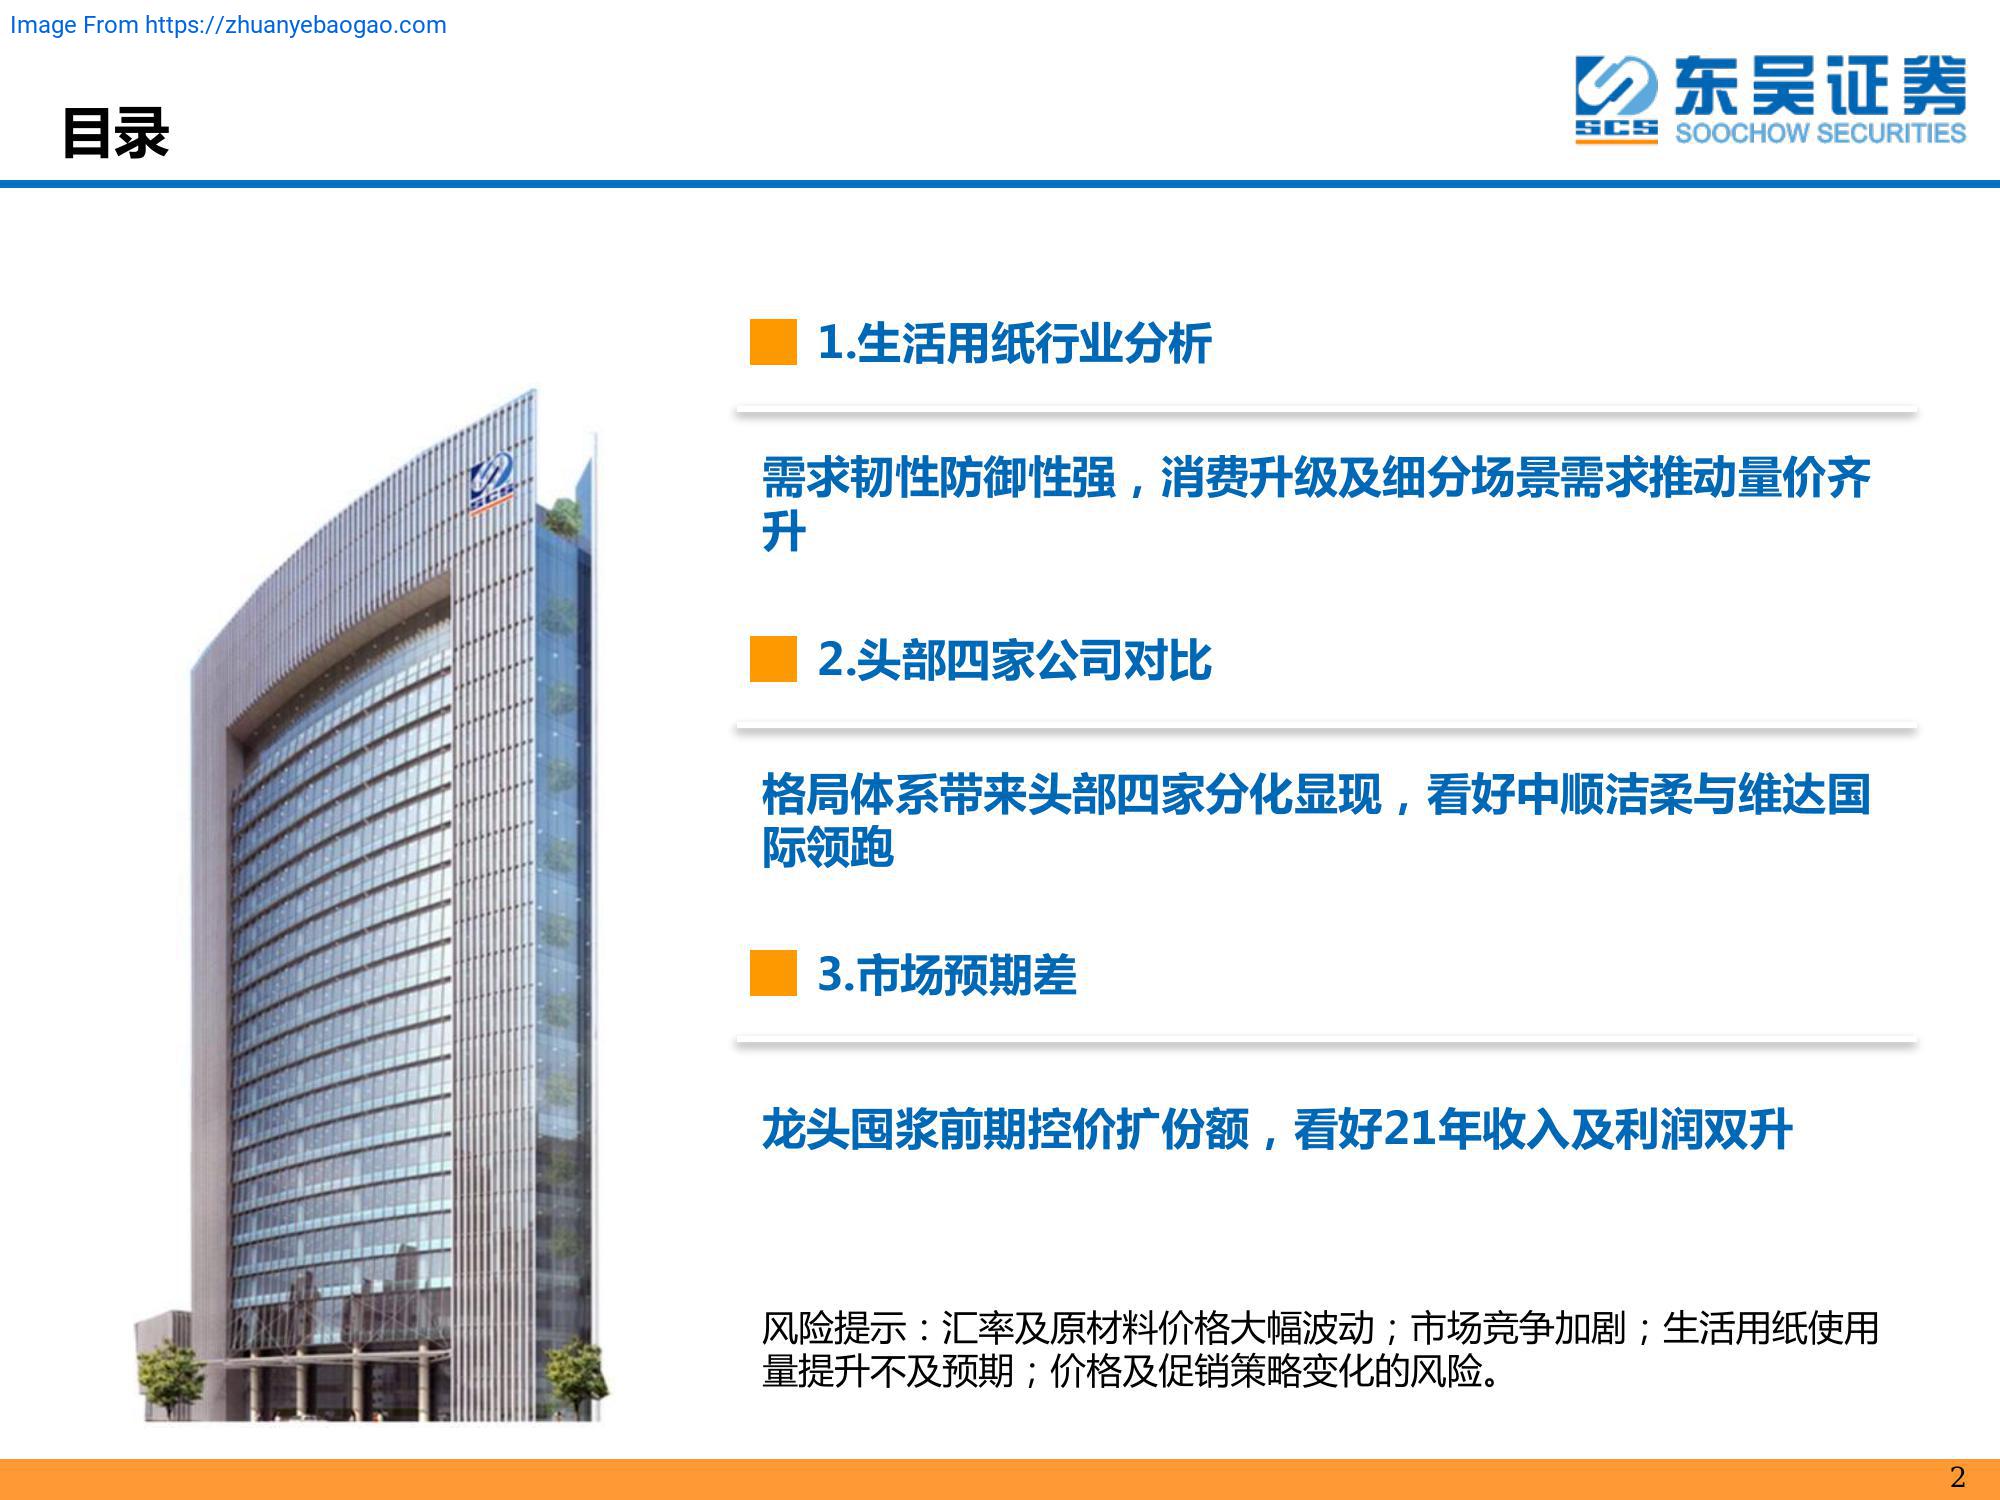 Image From https://zhuanyebaogao.com
东吴证券
SCS
SOOCHOW SECURITIES
目录
1.生活用纸行业分析
需求韧性防御性强，消费升级及细分场景需求推动量价齐
升
2.头部四家公司对比
格局体系带来头部四家分化显现，看好中顺洁柔与维达国
际领跑
3.市场预期差
龙头囤浆前期控价扩份额，看好21年收入及利润双升
SCS
风险提示：汇率及原材料价格大幅波动；市场竞争加剧；生活用纸使用
量提升不及预期；价格及促销策略变化的风险。
2